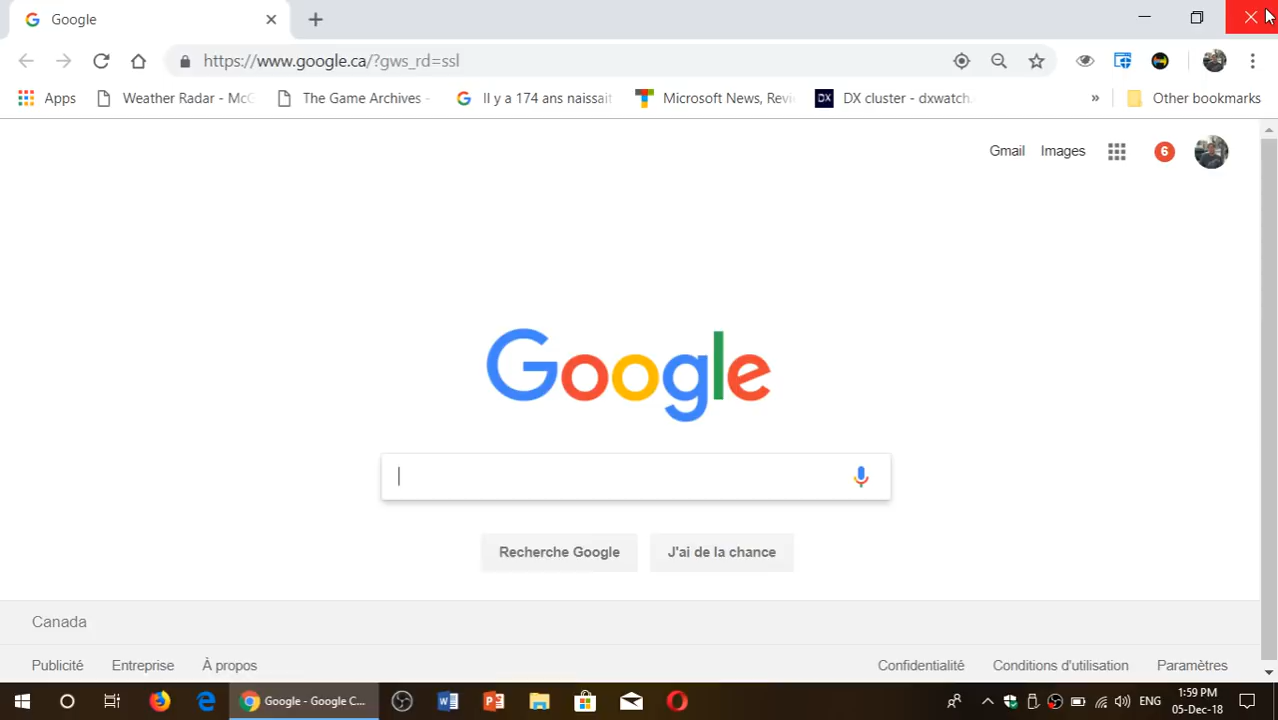 Google
https://www.google.ca/?gws_rd=ssl
Apps
Weather Radar - McG
The Game Archives -
Il y a 174 ans naissait
Microsoft News, Revi
DX
DX cluster - dxwatch.
»
Other bookmarks
Gmail
Images
6
Google
Recherche Google
J'ai de la chance
Canada
Publicité
Entreprise
À propos
Confidentialité
Conditions d'utilisation
Paramètres
Google - Google C...
ENG
1:59 PM
05-Dec-18